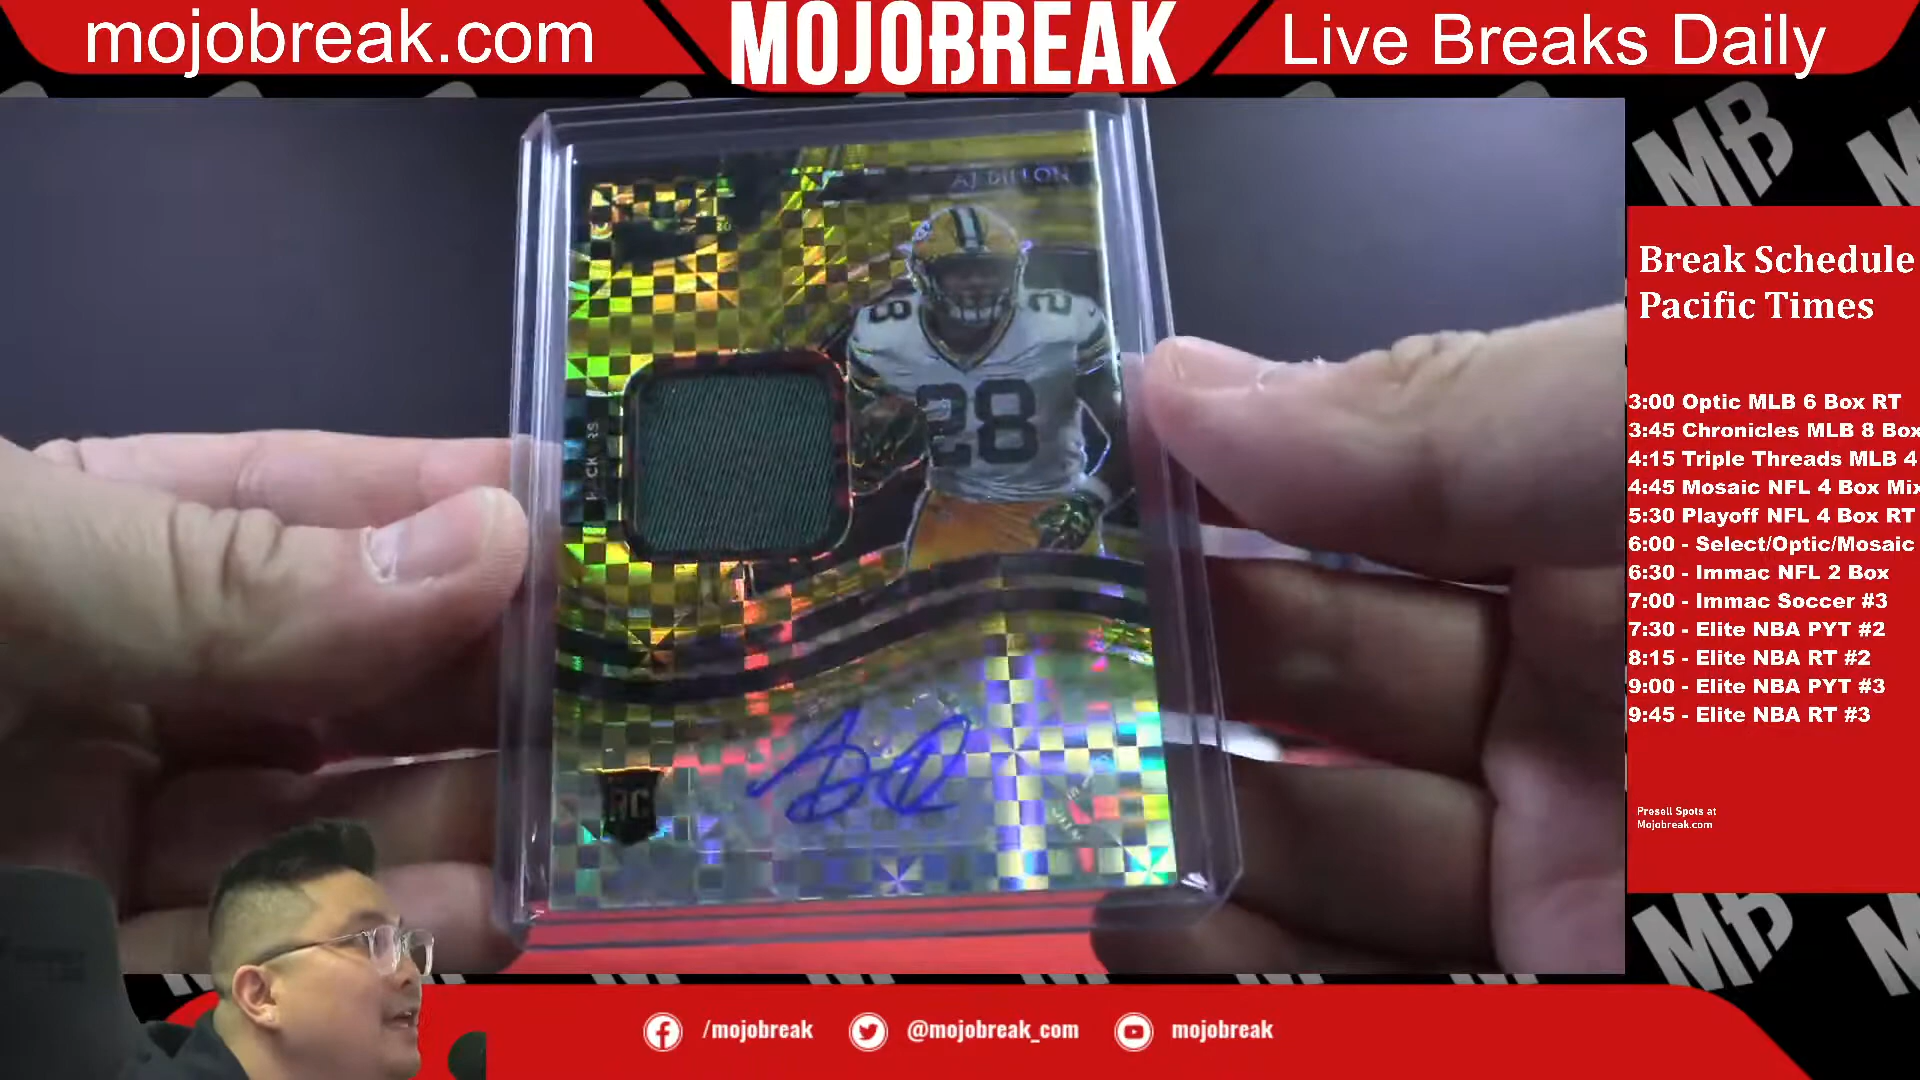 mojobreak.com
MOJOBREAK
Live Breaks Daily
AJ DILLON
28
28
28
RC
MB
MB
Break Schedule
Pacific Times
3:00 Optic MLB 6 Box RT
3:45 Chronicles MLB 8 Box
4:15 Triple Threads MLB 4
4:45 Mosaic NFL 4 Box Mix
5:30 Playoff NFL 4 Box RT
6:00 - Select/Optic/Mosaic
6:30 - Immac NFL 2 Box
7:00 - Immac Soccer #3
7:30 - Elite NBA PYT #2
8:15 - Elite NBA RT #2
9:00 - Elite NBA PYT #3
9:45 - Elite NBA RT #3
Presell Spots at
Mojobreak.com
/mojobreak
@mojobreak_com
mojobreak